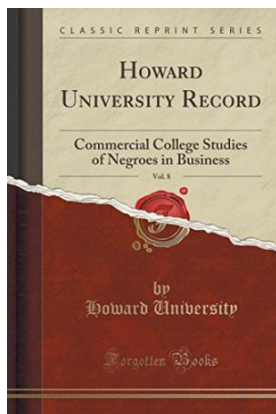 CLASSIC REPRINT SERIES
HOWARD
UNIVERSITY RECORD
Commercial College Studies
of Negroes in Business
Vol. 8
by
Howard University
Forgotten Books